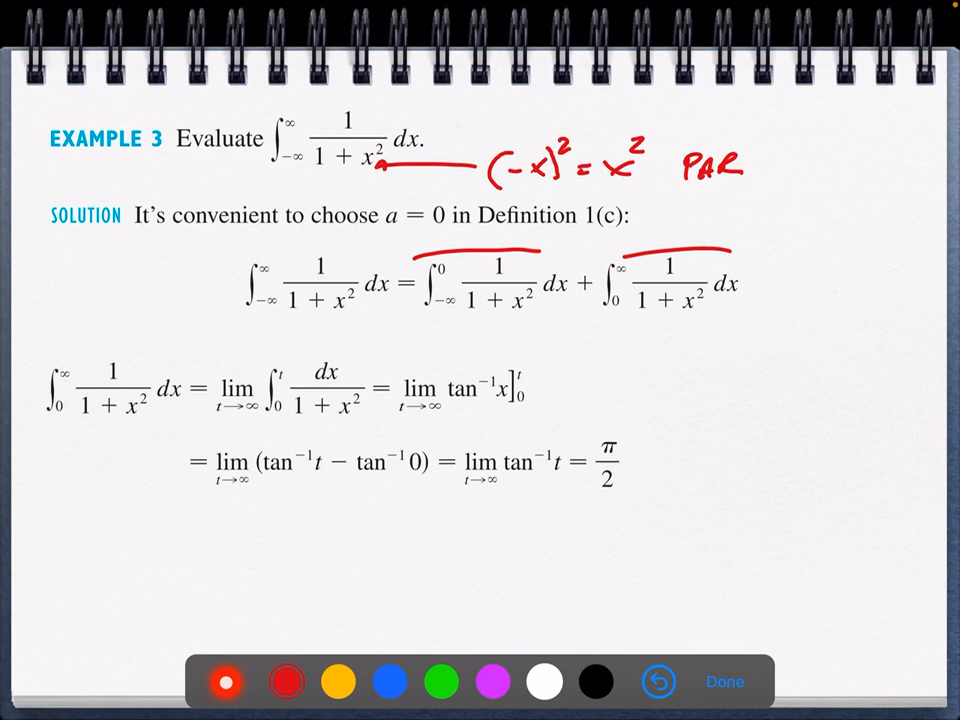 EXAMPLE 3 Evaluate ∫_{-∞}^{∞} 1/(1 + x²) dx.
(-x)² = x² PAR
SOLUTION It's convenient to choose a = 0 in Definition 1(c):
∫_{-∞}^{∞} 1/(1 + x²) dx = ∫_{-∞}^{0} 1/(1 + x²) dx + ∫_{0}^{∞} 1/(1 + x²) dx
∫_{0}^{∞} 1/(1 + x²) dx = lim_{t→∞} ∫_{0}^{t} dx/(1 + x²) = lim_{t→∞} tan⁻¹x]_{0}^{t}
= lim_{t→∞} (tan⁻¹t − tan⁻¹0) = lim_{t→∞} tan⁻¹t = π/2
Done